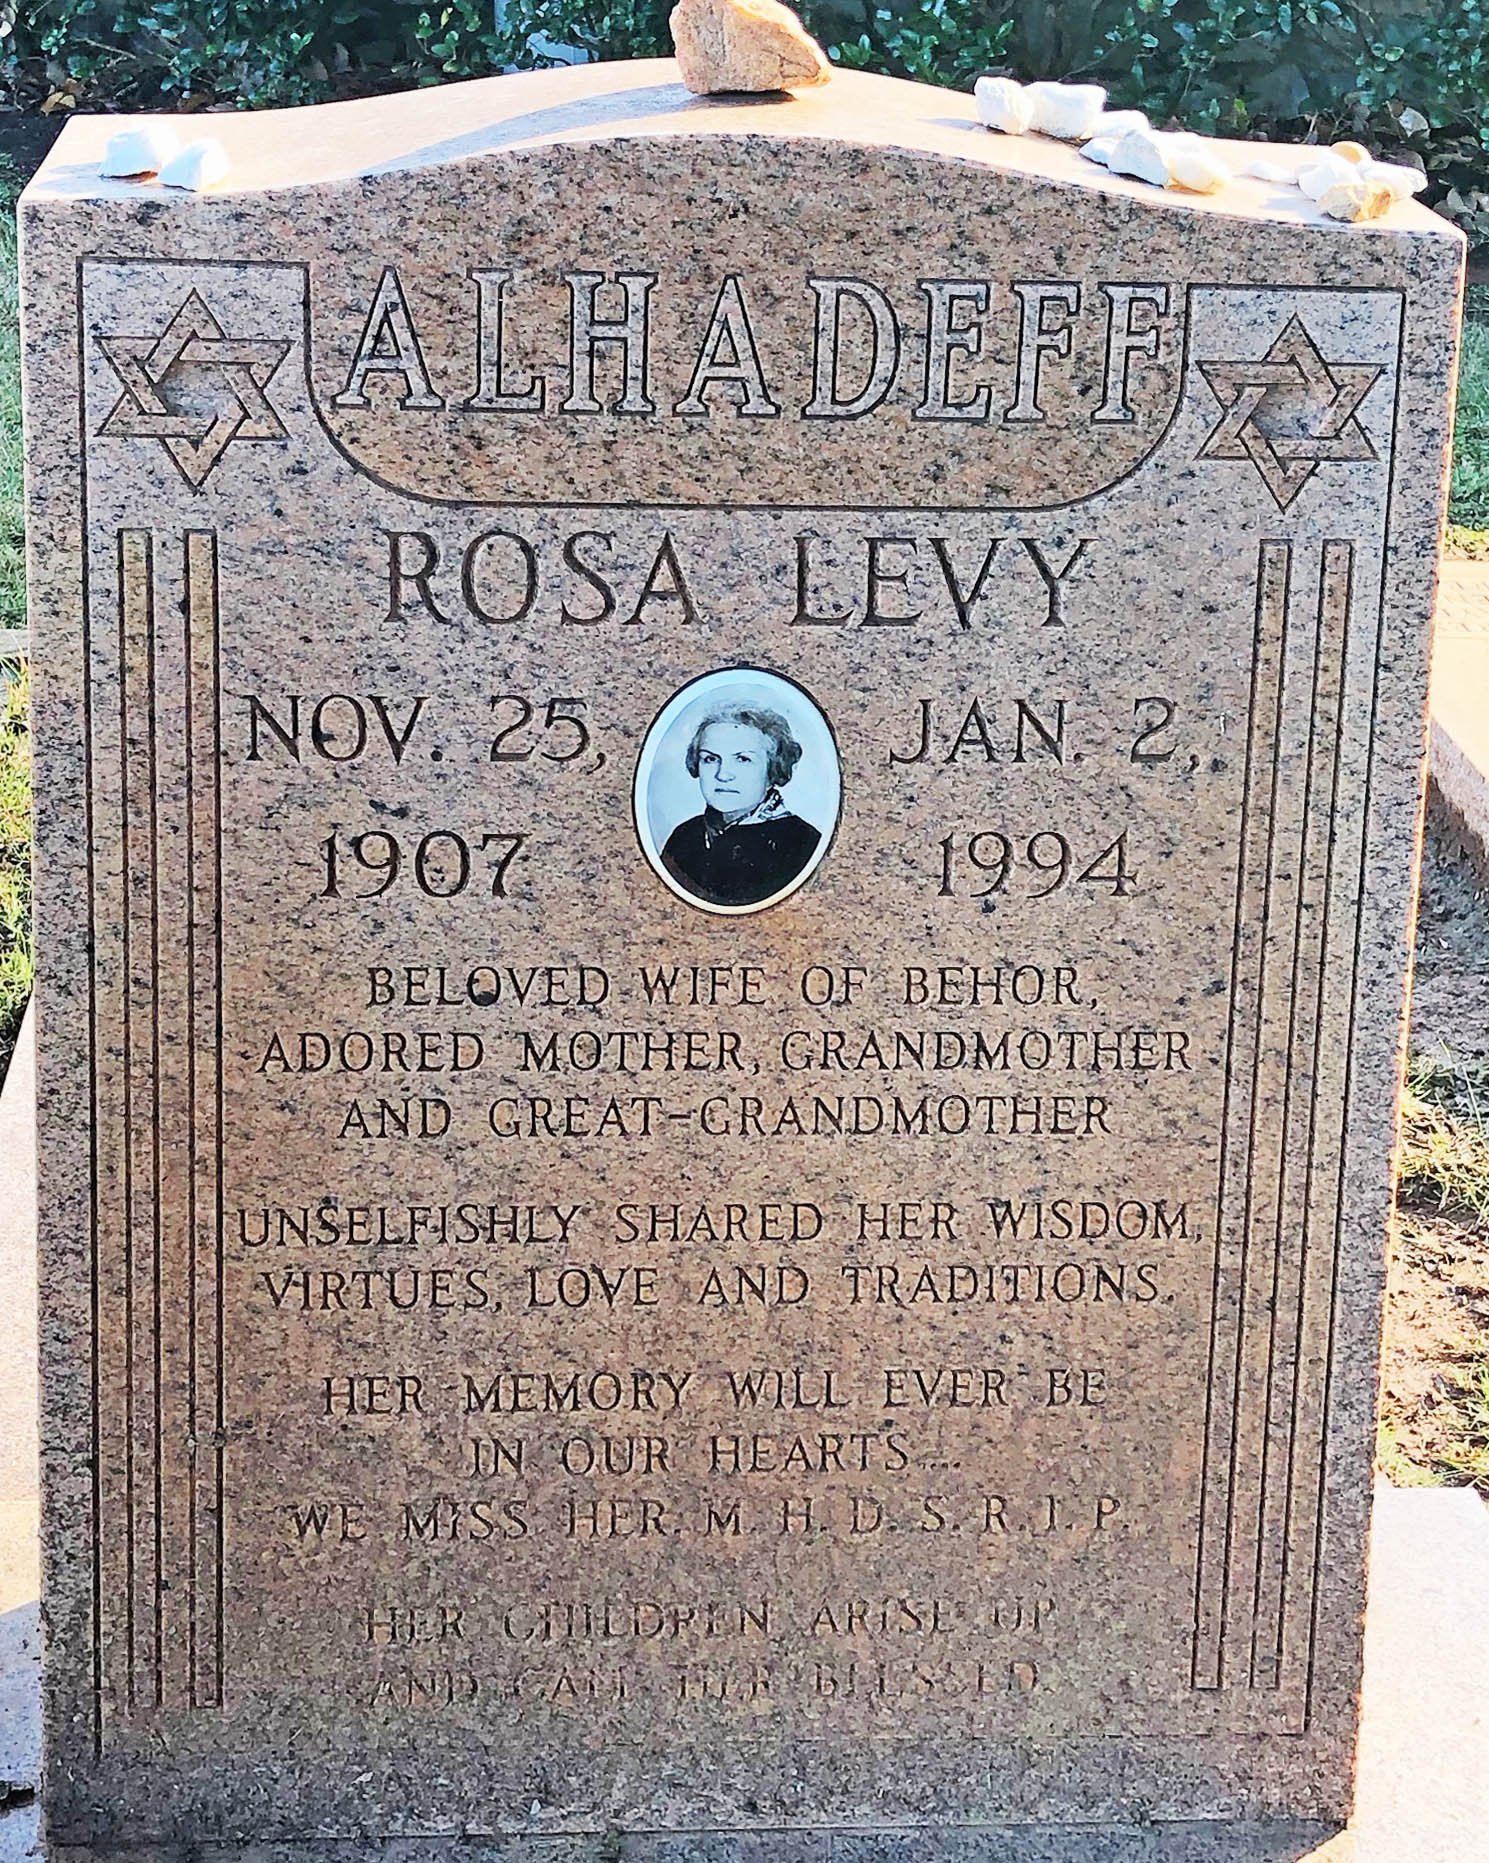 ALHADEFF
ROSA LEVY
NOV. 25, JAN. 2,
1907 1994
BELOVED WIFE OF BEHOR,
ADORED MOTHER, GRANDMOTHER
AND GREAT-GRANDMOTHER
UNSELFISHLY SHARED HER WISDOM,
VIRTUES, LOVE AND TRADITIONS.
HER MEMORY WILL EVER BE
IN OUR HEARTS....
WE MISS HER. M. H. D. S. R. I. P.
HER CHILDREN ARISE UP
AND CALL HER BLESSED.